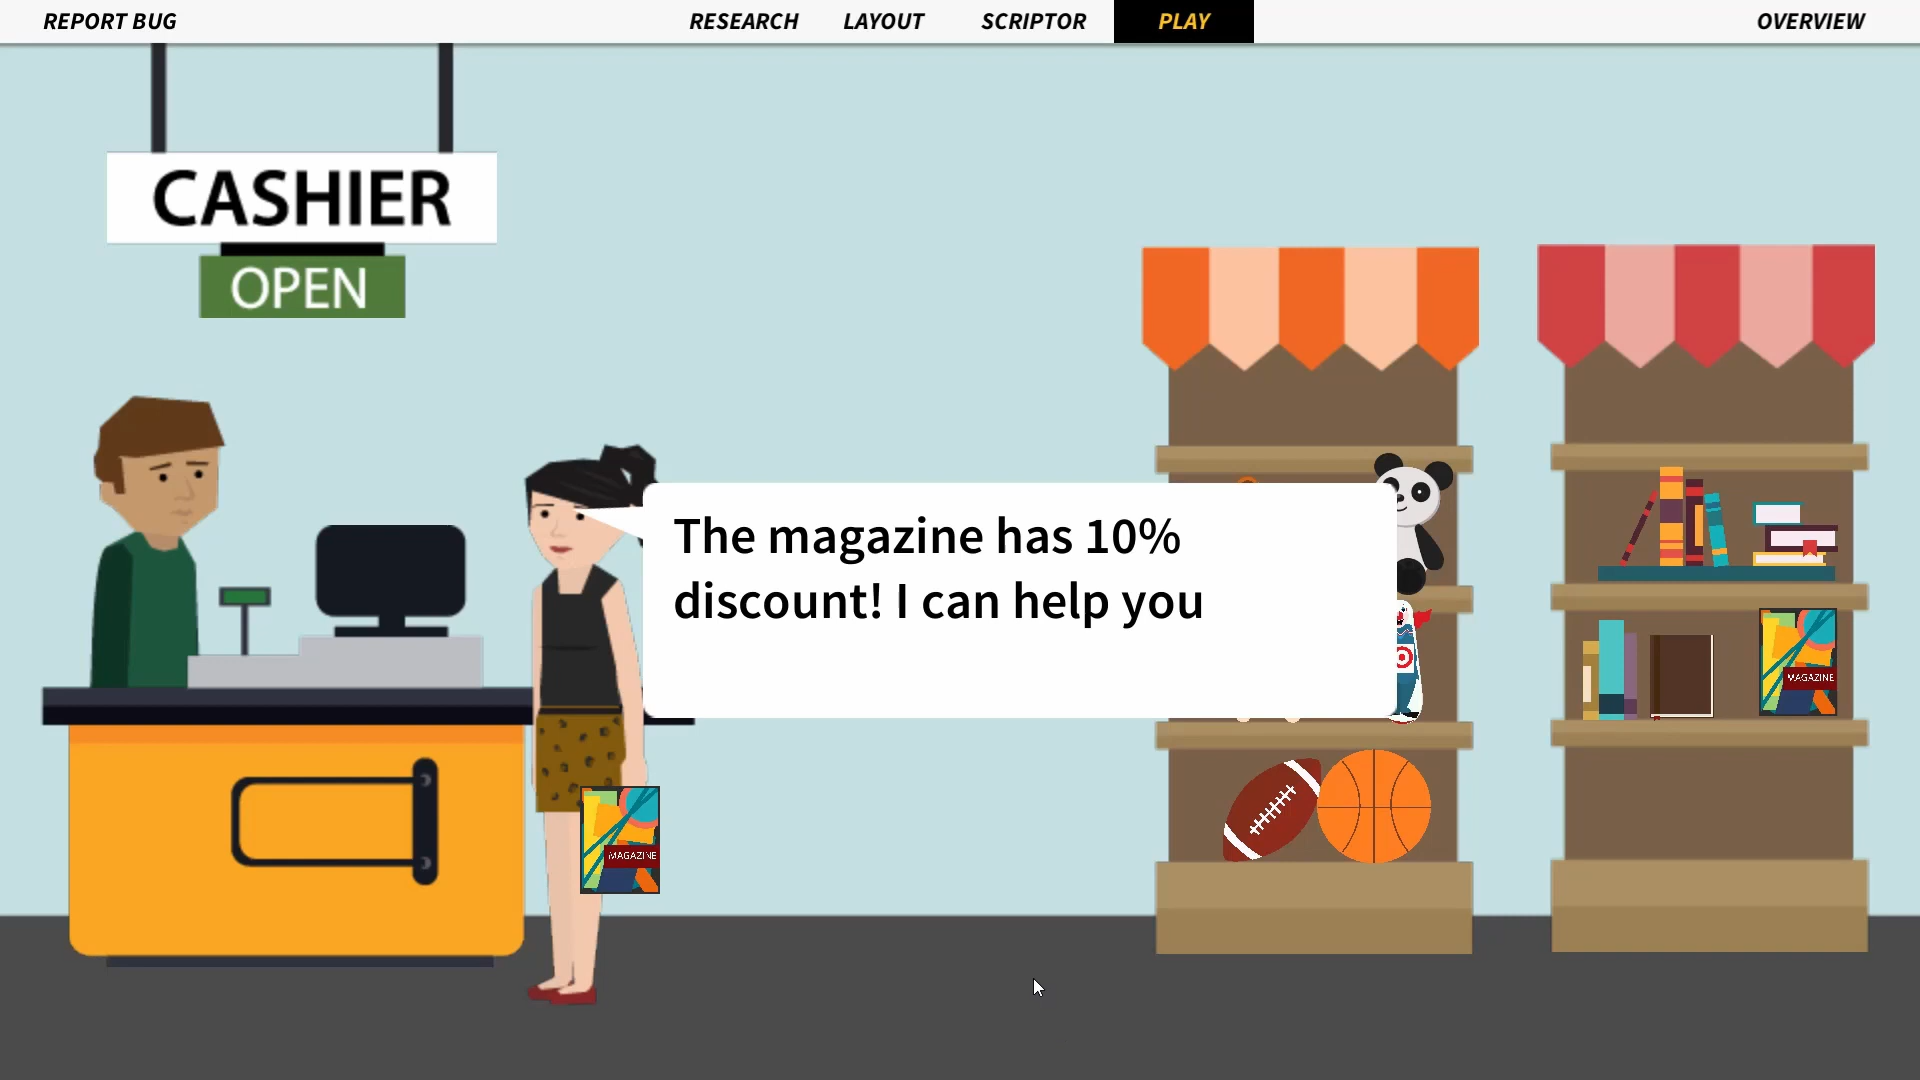 REPORT BUG
RESEARCH
LAYOUT
SCRIPTOR
PLAY
OVERVIEW
CASHIER
OPEN
The magazine has 10%
discount! I can help you
MAGAZINE
MAGAZINE